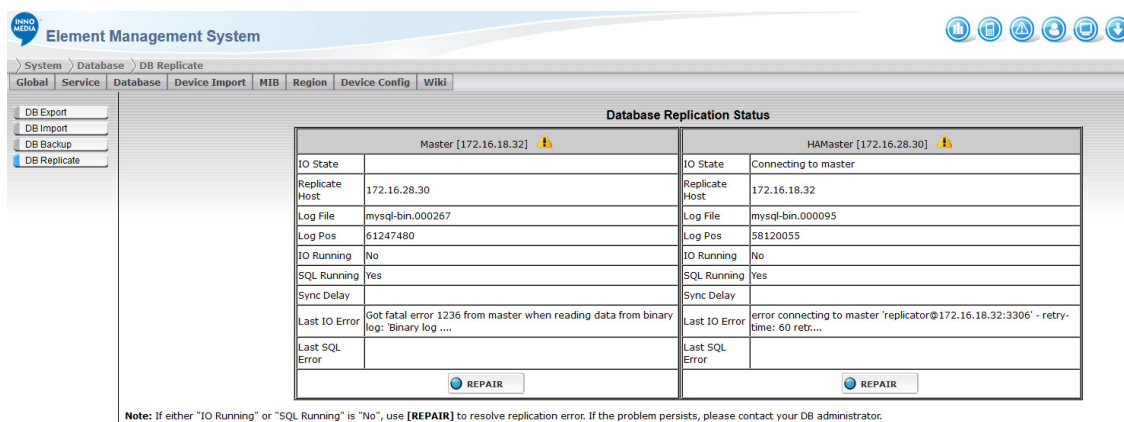 INNO
MEDIA
Element Management System
System Database DB Replicate
Global Service Database Device Import MIB Region Device Config Wiki
DB Export
DB Import
DB Backup
DB Replicate
Database Replication Status
Master [172.16.18.32] HAMaster [172.16.28.30]
IO State IO State Connecting to master
Replicate Host 172.16.28.30 Replicate Host 172.16.18.32
Log File mysql-bin.000267 Log File mysql-bin.000095
Log Pos 61247480 Log Pos 58120055
IO Running No IO Running No
SQL Running Yes SQL Running Yes
Sync Delay Sync Delay
Last IO Error Got fatal error 1236 from master when reading data from binary log: 'Binary log .... Last IO Error error connecting to master 'replicator@172.16.18.32:3306' - retry-time: 60 retr....
Last SQL Error Last SQL Error
REPAIR REPAIR
Note: If either "IO Running" or "SQL Running" is "No", use [REPAIR] to resolve replication error. If the problem persists, please contact your DB administrator.